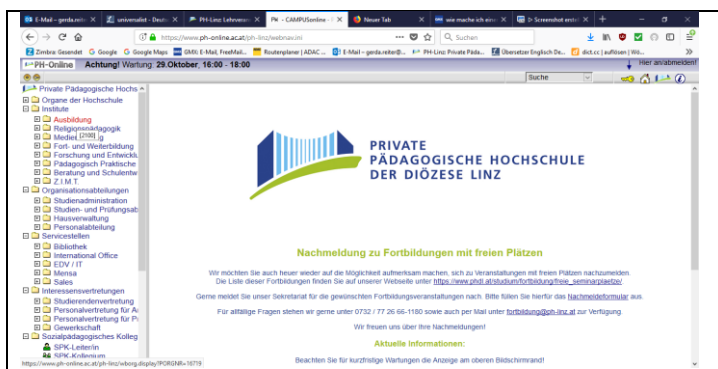 E-Mail - gerda.reite
universalist - Deuts
PH-Linz Lehrveran
PH - CAMPUSonline - 
Neuer Tab
wie mache ich eine
Screenshot erste
https://www.ph-online.ac.at/ph-linz/webnav.ini
Suchen
Zimbra: Gesendet Google Google Maps GMX: E-Mail, FreeMail... Routenplaner | ADAC ... E-Mail – gerda.reiter@... PH-Linz Private Päda... Übersetzer Englisch De... dict.cc | auflösen | Wö...
PH-Online Achtung! Wartung: 29.Oktober, 16:00 - 18:00
Hier an/abmelden!
Suche
Private Pädagogische Hochs
Organe der Hochschule
Institute
Ausbildung
Religionspädagogik
Medien
[2100]
Fort- und Weiterbildung
Forschung und Entwicklu
Pädagogisch Praktische
Beratung und Schulentw
Z.I.M.T.
Organisationsabteilungen
Studienadministration
Studien- und Prüfungsab
Hausverwaltung
Personalabteilung
Servicestellen
Bibliothek
International Office
EDV / IT
Mensa
Sales
Interessensvertretungen
Studierendenvertretung
Personalvertretung für A
Personalvertretung für P
Gewerkschaft
Sozialpädagogisches Kolleg
SPK-Leiter/in
SPK-Kollegium
https://www.ph-online.ac.at/ph-linz/wborg.display?PORGNR=16719
PRIVATE
PÄDAGOGISCHE HOCHSCHULE
DER DIÖZESE LINZ
Nachmeldung zu Fortbildungen mit freien Plätzen
Wir möchten Sie auch heuer wieder auf die Möglichkeit aufmerksam machen, sich zu Veranstaltungen mit freien Plätzen nachzumelden.
Die Liste dieser Fortbildungen finden Sie auf unserer Webseite unter https://www.phdl.at/studium/fortbildung/freie_seminarplaetze/.
Gerne meldet Sie unser Sekretariat für die gewünschten Fortbildungsveranstaltungen nach. Bitte füllen Sie hierfür das Nachmeldeformular aus.
Für allfällige Fragen stehen wir gerne unter 0732 / 77 26 66-1180 sowie auch per Mail unter fortbildung@ph-linz.at zur Verfügung.
Wir freuen uns über ihre Nachmeldungen!
Aktuelle Informationen:
Beachten Sie für kurzfristige Wartungen die Anzeige am oberen Bildschirmrand!